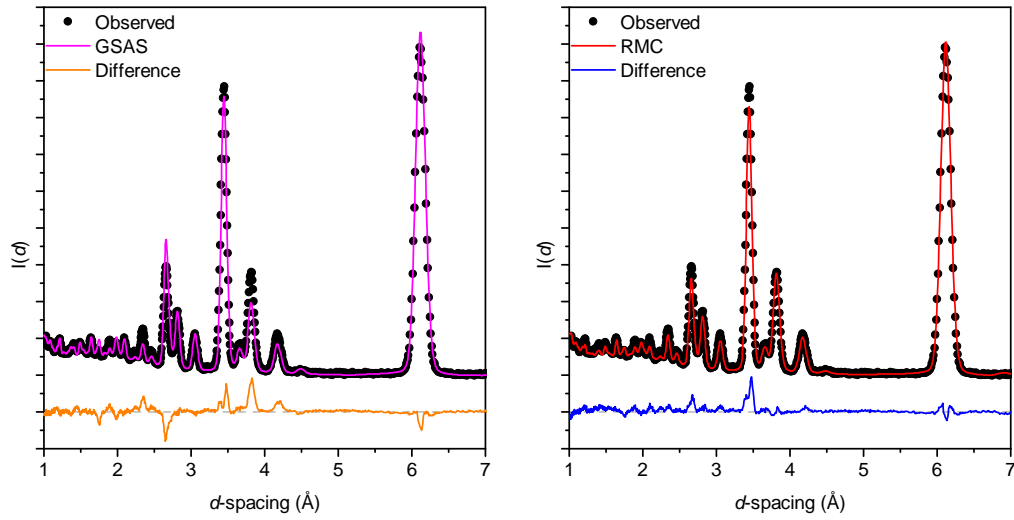 Observed
GSAS
Difference
I(d)
1 2 3 4 5 6 7
d-spacing (Å)
Observed
RMC
Difference
I(d)
1 2 3 4 5 6 7
d-spacing (Å)